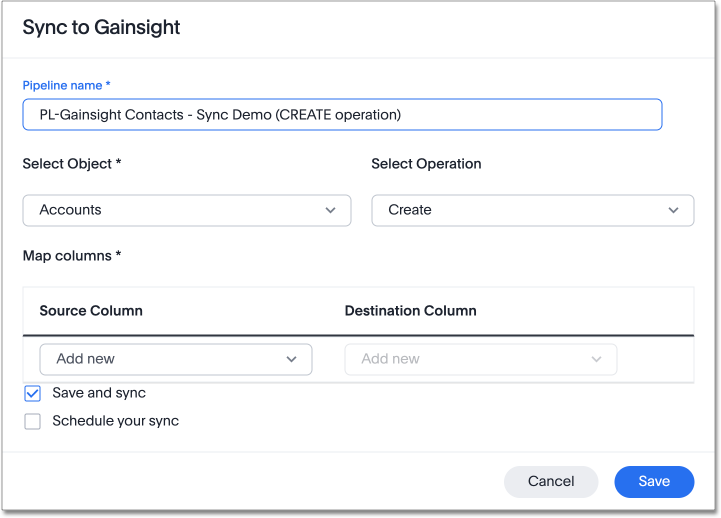 Sync to Gainsight
Pipeline name *
PL-Gainsight Contacts - Sync Demo (CREATE operation)
Select Object * Select Operation
Accounts Create
Map columns *
Source Column Destination Column
Add new Add new
Save and sync
Schedule your sync
Cancel Save